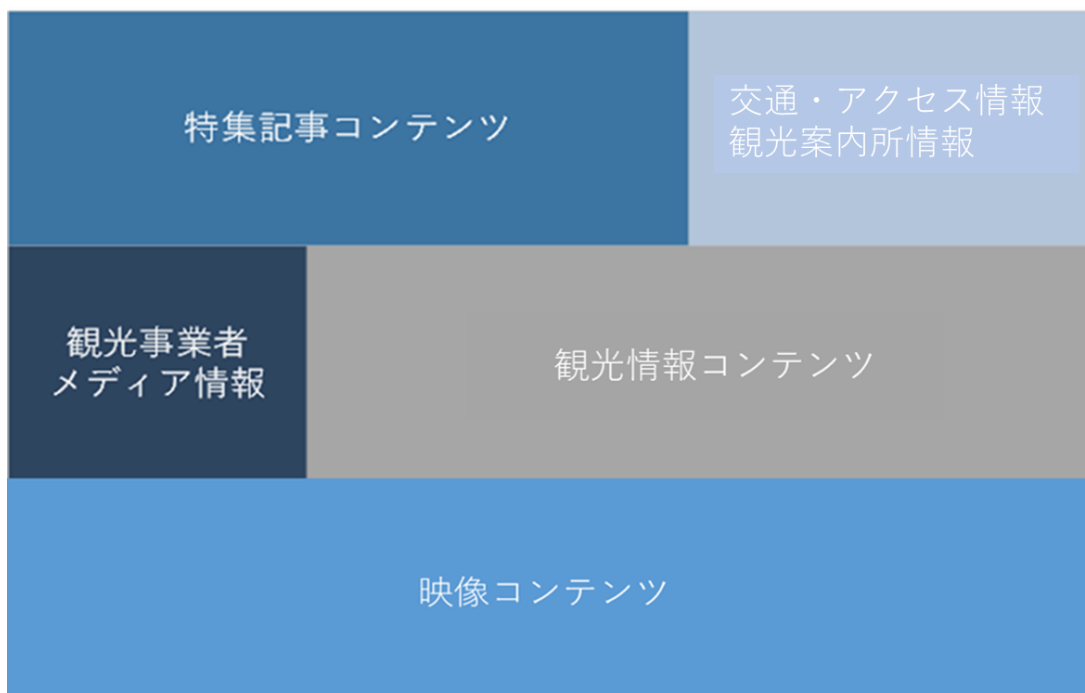 特集記事コンテンツ
交通・アクセス情報
観光案内所情報
観光事業者
メディア情報
観光情報コンテンツ
映像コンテンツ